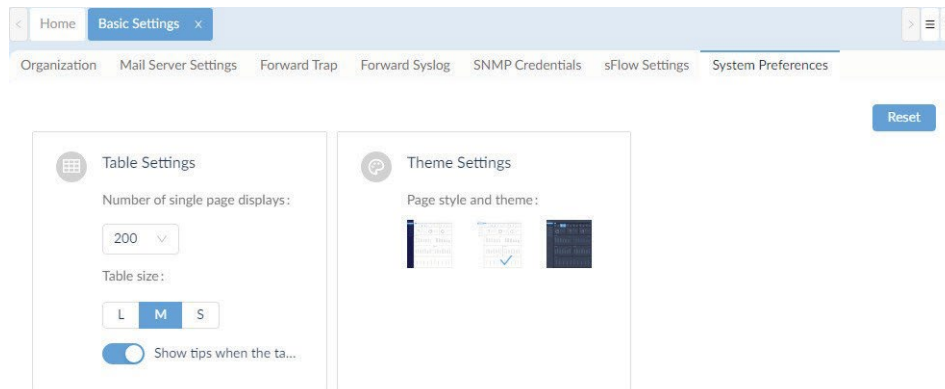 Home Basic Settings ×
Organization Mail Server Settings Forward Trap Forward Syslog SNMP Credentials sFlow Settings System Preferences
Reset
Table Settings
Number of single page displays:
200
Table size:
L M S
Show tips when the ta...
Theme Settings
Page style and theme: